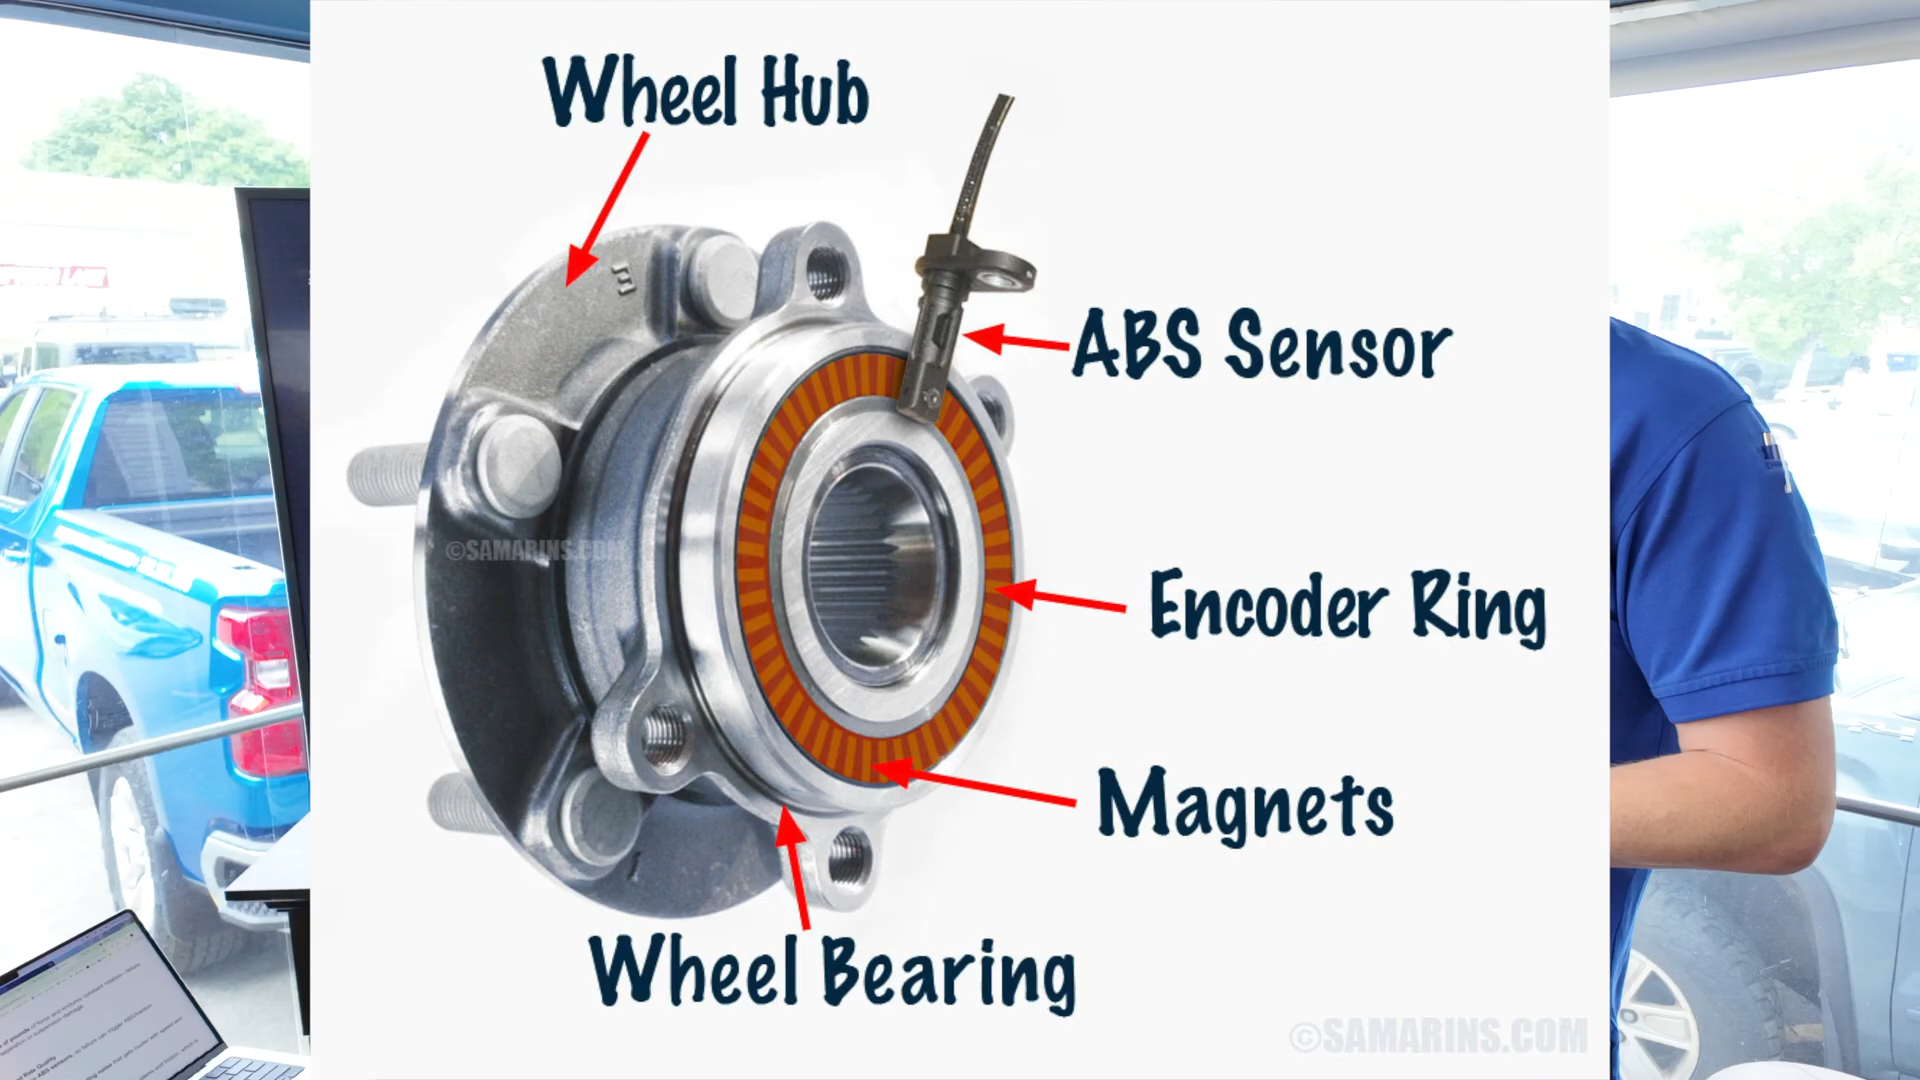 Wheel Hub
ABS Sensor
©SAMARINS.COM
Encoder Ring
Magnets
Wheel Bearing
©SAMARINS.COM